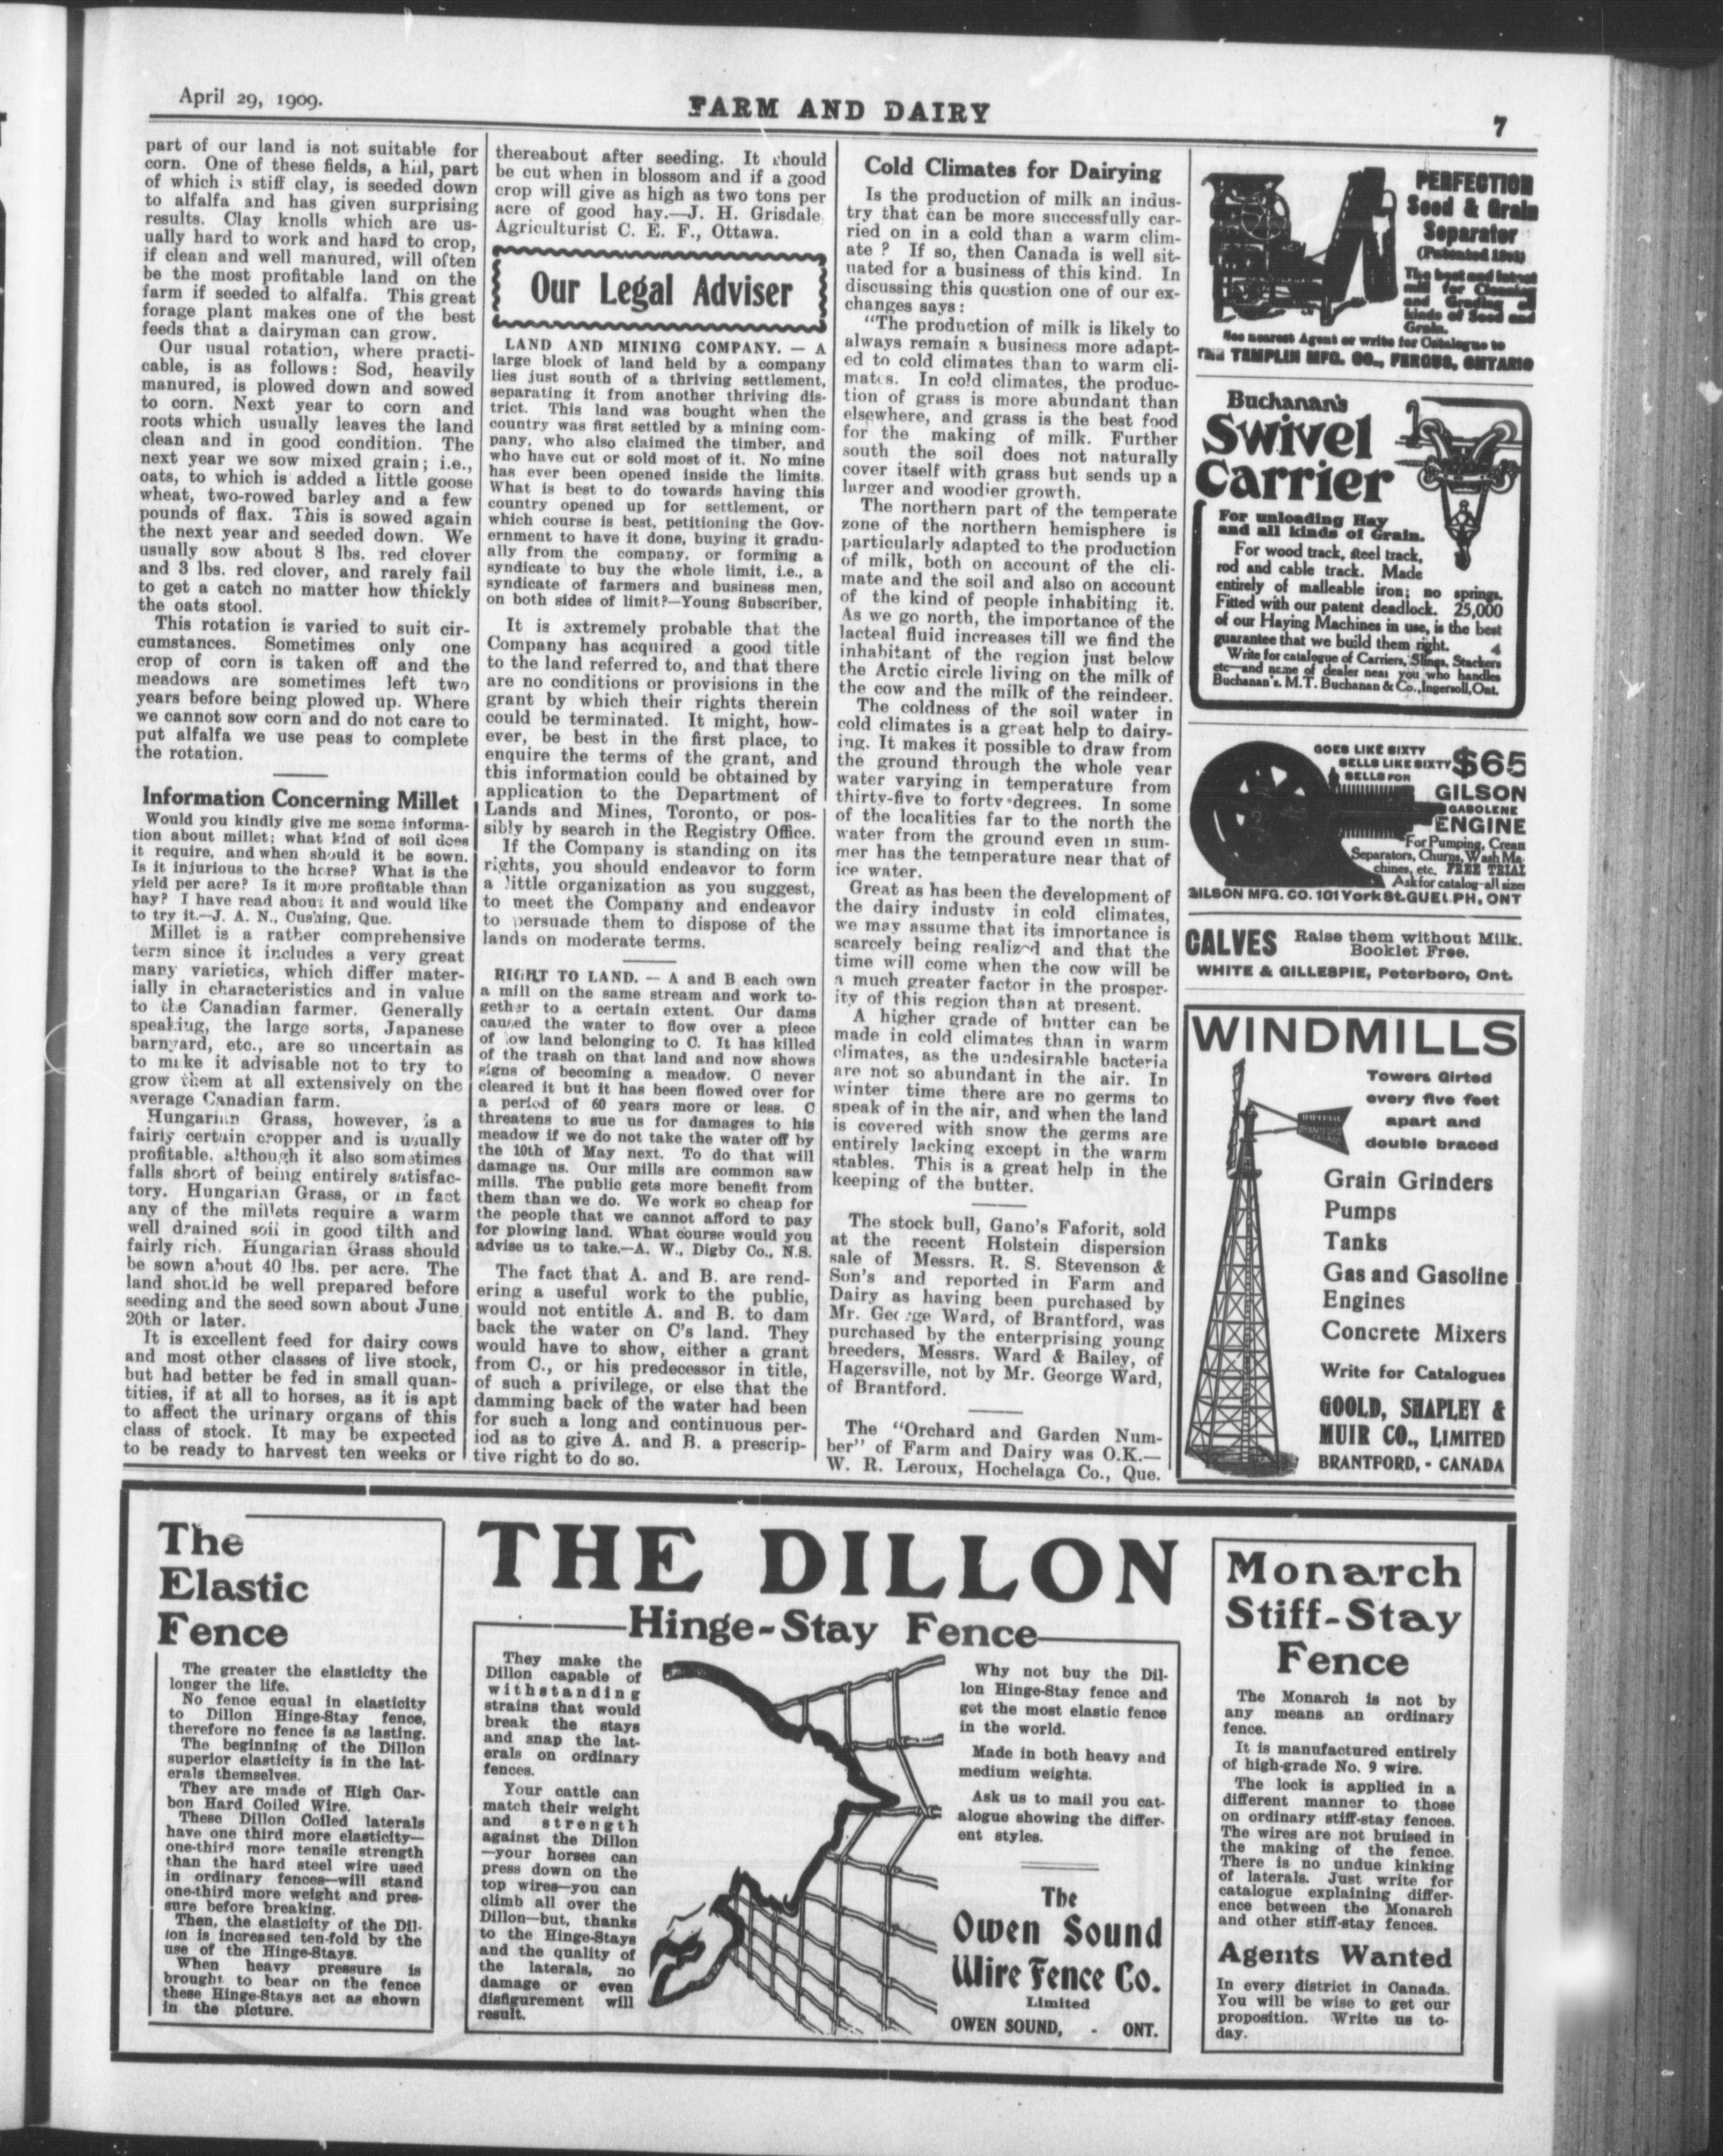 April 29, 1909.
FARM AND DAIRY
7
part of our land is not suitable for
corn. One of these fields, a hill, part
of which is stiff clay, is seeded down
to alfalfa and has given surprising
results. Clay knolls which are us-
ually hard to work and hard to crop,
if clean and well manured, will often
be the most profitable land on the
farm if seeded to alfalfa. This great
forage plant makes one of the best
feeds that a dairyman can grow.
Our usual rotation, where practi-
cable, is as follows: Sod, heavily
manured, is plowed down and sowed
to corn. Next year to corn and
roots which usually leaves the land
clean and in good condition. The
next year we sow mixed grain; i.e.,
oats, to which is added a little goose
wheat, two-rowed barley and a few
pounds of flax. This is sowed again
the next year and seeded down. We
usually sow about 8 lbs. red clover
and 3 lbs. red clover, and rarely fail
to get a catch no matter how thickly
the oats stool.
This rotation is varied to suit cir-
cumstances. Sometimes only one
crop of corn is taken off and the
meadows are sometimes left two
years before being plowed up. Where
we cannot sow corn and do not care to
put alfalfa we use peas to complete
the rotation.
Information Concerning Millet
Would you kindly give me some informa-
tion about millet; what kind of soil does
it require, and when should it be sown.
Is it injurious to the horse? What is the
yield per acre? Is it more profitable than
hay? I have read about it and would like
to try it.—J. A. N., Cushing, Que.
Millet is a rather comprehensive
term since it includes a very great
many varieties, which differ mater-
ially in characteristics and in value
to the Canadian farmer. Generally
speaking, the large sorts, Japanese
barnyard, etc., are so uncertain as
to make it advisable not to try to
grow them at all extensively on the
average Canadian farm.
Hungarian Grass, however, is a
fairly certain cropper and is usually
profitable, although it also sometimes
falls short of being entirely satisfac-
tory. Hungarian Grass, or in fact
any of the millets require a warm
well drained soil in good tilth and
fairly rich. Hungarian Grass should
be sown about 40 lbs. per acre. The
land should be well prepared before
seeding and the seed sown about June
20th or later.
It is excellent feed for dairy cows
and most other classes of live stock,
but had better be fed in small quan-
tities, if at all to horses, as it is apt
to affect the urinary organs of this
class of stock. It may be expected
to be ready to harvest ten weeks or
thereabout after seeding. It should
be cut when in blossom and if a good
crop will give as high as two tons per
acre of good hay.—J. H. Grisdale,
Agriculturist C. E. F., Ottawa.
Our Legal Adviser
LAND AND MINING COMPANY. — A
large block of land held by a company
lies just south of a thriving settlement,
separating it from another thriving dis-
trict. This land was bought when the
country was first settled by a mining com-
pany, who also claimed the timber, and
who have cut or sold most of it. No mine
has ever been opened inside the limits.
What is best to do towards having this
country opened up for settlement, or
which course is best, petitioning the Gov-
ernment to have it done, buying it gradu-
ally from the company, or forming a
syndicate to buy the whole limit, i.e., a
syndicate of farmers and business men,
on both sides of limit?—Young Subscriber,
It is extremely probable that the
Company has acquired a good title
to the land referred to, and that there
are no conditions or provisions in the
grant by which their rights therein
could be terminated. It might, how-
ever, be best in the first place, to
enquire the terms of the grant, and
this information could be obtained by
application to the Department of
Lands and Mines, Toronto, or pos-
sibly by search in the Registry Office.
If the Company is standing on its
rights, you should endeavor to form
a little organization as you suggest,
to meet the Company and endeavor
to persuade them to dispose of the
lands on moderate terms.
RIGHT TO LAND. — A and B each own
a mill on the same stream and work to-
gether to a certain extent. Our dams
caused the water to flow over a piece
of low land belonging to C. It has killed
of the trash on that land and now shows
signs of becoming a meadow. C never
cleared it but it has been flowed over for
a period of 60 years more or less. C
threatens to sue us for damages to his
meadow if we do not take the water off by
the 10th of May next. To do that will
damage us. Our mills are common saw
mills. The public gets more benefit from
them than we do. We work so cheap for
the people that we cannot afford to pay
for plowing land. What course would you
advise us to take.—A. W., Digby Co., N.S.
The fact that A. and B. are rend-
ering a useful work to the public,
would not entitle A. and B. to dam
back the water on C's land. They
would have to show, either a grant
from C., or his predecessor in title,
of such a privilege, or else that the
damming back of the water had been
for such a long and continuous per-
iod as to give A. and B. a prescrip-
tive right to do so.
Cold Climates for Dairying
Is the production of milk an indus-
try that can be more successfully car-
ried on in a cold than a warm clim-
ate ? If so, then Canada is well sit-
uated for a business of this kind. In
discussing this question one of our ex-
changes says:
"The production of milk is likely to
always remain a business more adapt-
ed to cold climates than to warm cli-
mates. In cold climates, the produc-
tion of grass is more abundant than
elsewhere, and grass is the best food
for the making of milk. Further
south the soil does not naturally
cover itself with grass but sends up a
larger and woodier growth.
The northern part of the temperate
zone of the northern hemisphere is
particularly adapted to the production
of milk, both on account of the cli-
mate and the soil and also on account
of the kind of people inhabiting it.
As we go north, the importance of the
lacteal fluid increases till we find the
inhabitant of the region just below
the Arctic circle living on the milk of
the cow and the milk of the reindeer.
The coldness of the soil water in
cold climates is a great help to dairy-
ing. It makes it possible to draw from
the ground through the whole year
water varying in temperature from
thirty-five to forty-degrees. In some
of the localities far to the north the
water from the ground even in sum-
mer has the temperature near that of
ice water.
Great as has been the development of
the dairy industv in cold climates,
we may assume that its importance is
scarcely being realized and that the
time will come when the cow will be
a much greater factor in the prosper-
ity of this region than at present.
A higher grade of butter can be
made in cold climates than in warm
climates, as the undesirable bacteria
are not so abundant in the air. In
winter time there are no germs to
speak of in the air, and when the land
is covered with snow the germs are
entirely lacking except in the warm
stables. This is a great help in the
keeping of the butter.
The stock bull, Gano's Faforit, sold
at the recent Holstein dispersion
sale of Messrs. R. S. Stevenson &
Son's and reported in Farm and
Dairy as having been purchased by
Mr. George Ward, of Brantford, was
purchased by the enterprising young
breeders, Messrs. Ward & Bailey, of
Hagersville, not by Mr. George Ward,
of Brantford.
The "Orchard and Garden Num-
ber" of Farm and Dairy was O.K.—
W. R. Leroux, Hochelaga Co., Que.
PERFECTION
Seed & Grain
Separator
(Patented 1901)
The best and latest
mill for Cleaning
and Grading of
kinds of Seed and
Grain.
See nearest Agent or write for Catalogue to
THE TEMPLIN MFG. CO., FERGUS, ONTARIO
Buchanan's
Swivel
Carrier
For unloading Hay
and all kinds of Grain.
For wood track, steel track,
rod and cable track. Made
entirely of malleable iron; no springs.
Fitted with our patent deadlock. 25,000
of our Haying Machines in use, is the best
guarantee that we build them right. 4
Write for catalogue of Carriers, Slings, Stackers
etc—and name of dealer near you who handles
Buchanan's. M.T. Buchanan & Co., Ingersoll, Ont.
GOES LIKE SIXTY
SELLS LIKE SIXTY
SELLS FOR
$65
GILSON
GASOLENE
ENGINE
For Pumping, Cream
Separators, Churns, Wash Ma-
chines, etc. FREE TRIAL
Ask for catalog-all sizes
GILSON MFG. CO. 101 York St. GUELPH, ONT
CALVES Raise them without Milk.
Booklet Free.
WHITE & GILLESPIE, Peterboro, Ont.
WINDMILLS
Towers Girted
every five feet
apart and
double braced
Grain Grinders
Pumps
Tanks
Gas and Gasoline
Engines
Concrete Mixers
Write for Catalogues
GOOLD, SHAPLEY &
MUIR CO., LIMITED
BRANTFORD, - CANADA
The
Elastic
Fence
The greater the elasticity the
longer the life.
No fence equal in elasticity
to Dillon Hinge-Stay fence,
therefore no fence is as lasting.
The beginning of the Dillon
superior elasticity is in the lat-
erals themselves.
They are made of High Car-
bon Hard Coiled Wire.
These Dillon Coiled laterals
have one third more elasticity—
one-third more tensile strength
than the hard steel wire used
in ordinary fences—will stand
one-third more weight and pres-
sure before breaking.
Then, the elasticity of the Dil-
lon is increased ten-fold by the
use of the Hinge-Stays.
When heavy pressure is
brought to bear on the fence
these Hinge-Stays act as shown
in the picture.
THE DILLON
Hinge-Stay Fence
They make the
Dillon capable of
withstanding
strains that would
break the stays
and snap the lat-
erals on ordinary
fences.
Your cattle can
match their weight
and strength
against the Dillon
—your horses can
press down on the
top wires—you can
climb all over the
Dillon—but, thanks
to the Hinge-Stays
and the quality of
the laterals, no
damage or even
disfigurement will
result.
Why not buy the Dil-
lon Hinge-Stay fence and
get the most elastic fence
in the world.
Made in both heavy and
medium weights.
Ask us to mail you cat-
alogue showing the differ-
ent styles.
The
Owen Sound
Wire Fence Co.
Limited
OWEN SOUND, - ONT.
Monarch
Stiff-Stay
Fence
The Monarch is not by
any means an ordinary
fence.
It is manufactured entirely
of high-grade No. 9 wire.
The lock is applied in a
different manner to those
on ordinary stiff-stay fences.
The wires are not bruised in
the making of the fence.
There is no undue kinking
of laterals. Just write for
catalogue explaining differ-
ence between the Monarch
and other stiff-stay fences.
Agents Wanted
In every district in Canada.
You will be wise to get our
proposition. Write us to-
day.